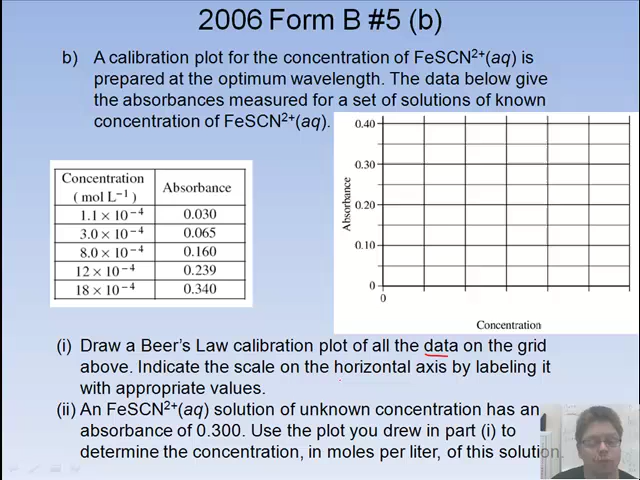 2006 Form B #5 (b)
b) A calibration plot for the concentration of FeSCN²⁺(aq) is
prepared at the optimum wavelength. The data below give
the absorbances measured for a set of solutions of known
concentration of FeSCN²⁺(aq).
Concentration
( mol L⁻¹ ) Absorbance
1.1 × 10⁻⁴ 0.030
3.0 × 10⁻⁴ 0.065
8.0 × 10⁻⁴ 0.160
12 × 10⁻⁴ 0.239
18 × 10⁻⁴ 0.340
0.40
0.30
0.20
0.10
0
0
Absorbance
Concentration
(i) Draw a Beer's Law calibration plot of all the data on the grid
above. Indicate the scale on the horizontal axis by labeling it
with appropriate values.
(ii) An FeSCN²⁺(aq) solution of unknown concentration has an
absorbance of 0.300. Use the plot you drew in part (i) to
determine the concentration, in moles per liter, of this solution.